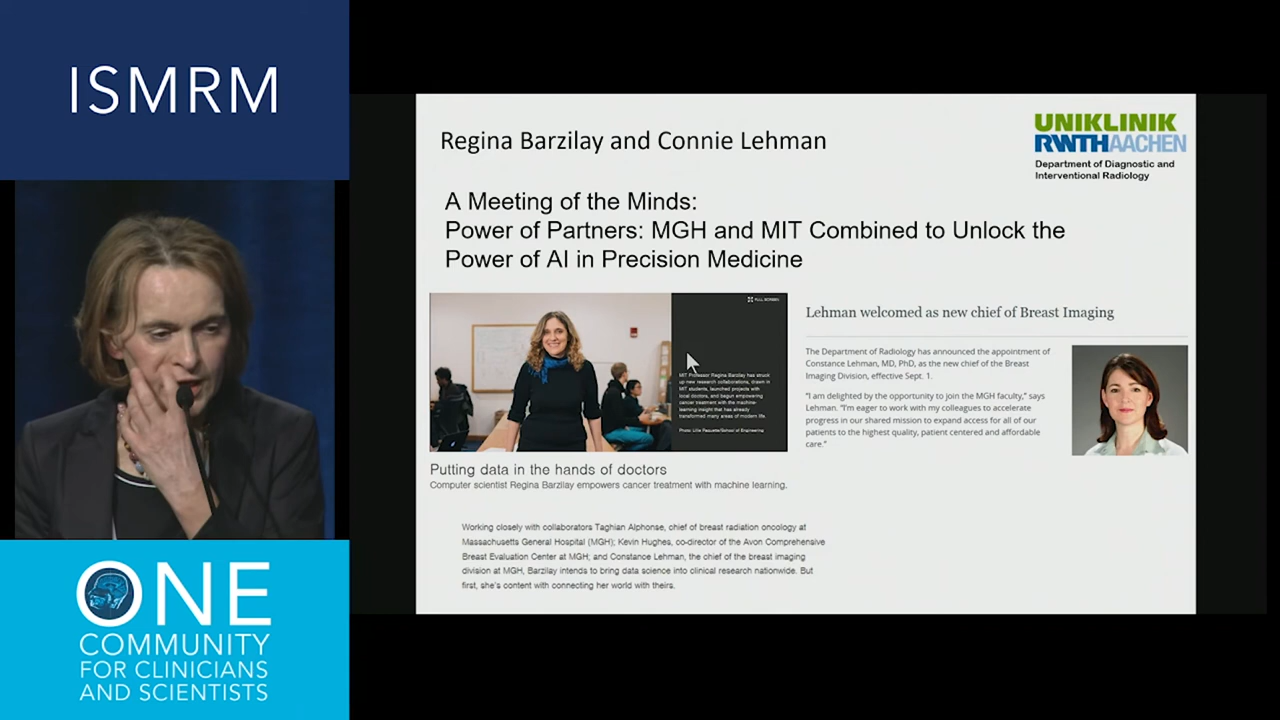 ISMRM
Regina Barzilay and Connie Lehman
UNIKLINIK
RWTHAACHEN
Department of Diagnostic and
Interventional Radiology
A Meeting of the Minds:
Power of Partners: MGH and MIT Combined to Unlock the
Power of AI in Precision Medicine
FULL SCREEN
MIT Professor Regina Barzilay has struck
up new research collaborations, drawn in
MIT students, launched projects with
local doctors, and begun empowering
cancer treatment with the machine-
learning insight that has already
transformed many areas of modern life.
Photo: Lillie Paquette/School of Engineering
Putting data in the hands of doctors
Computer scientist Regina Barzilay empowers cancer treatment with machine learning.
Lehman welcomed as new chief of Breast Imaging
The Department of Radiology has announced the appointment of
Constance Lehman, MD, PhD, as the new chief of the Breast
Imaging Division, effective Sept. 1.
"I am delighted by the opportunity to join the MGH faculty," says
Lehman. "I'm eager to work with my colleagues to accelerate
progress in our shared mission to expand access for all of our
patients to the highest quality, patient centered and affordable
care."
Working closely with collaborators Taghian Alphonse, chief of breast radiation oncology at
Massachusetts General Hospital (MGH); Kevin Hughes, co-director of the Avon Comprehensive
Breast Evaluation Center at MGH; and Constance Lehman, the chief of the breast imaging
division at MGH, Barzilay intends to bring data science into clinical research nationwide. But
first, she's content with connecting her world with theirs.
ONE
COMMUNITY
FOR CLINICIANS
AND SCIENTISTS